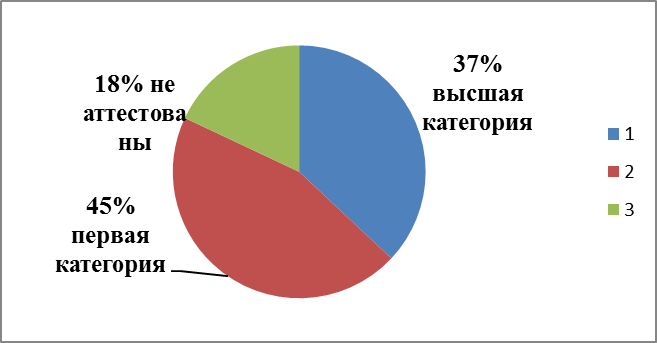 37%
высшая
категория
18% не
аттестова
ны
45%
первая
категория
1
2
3